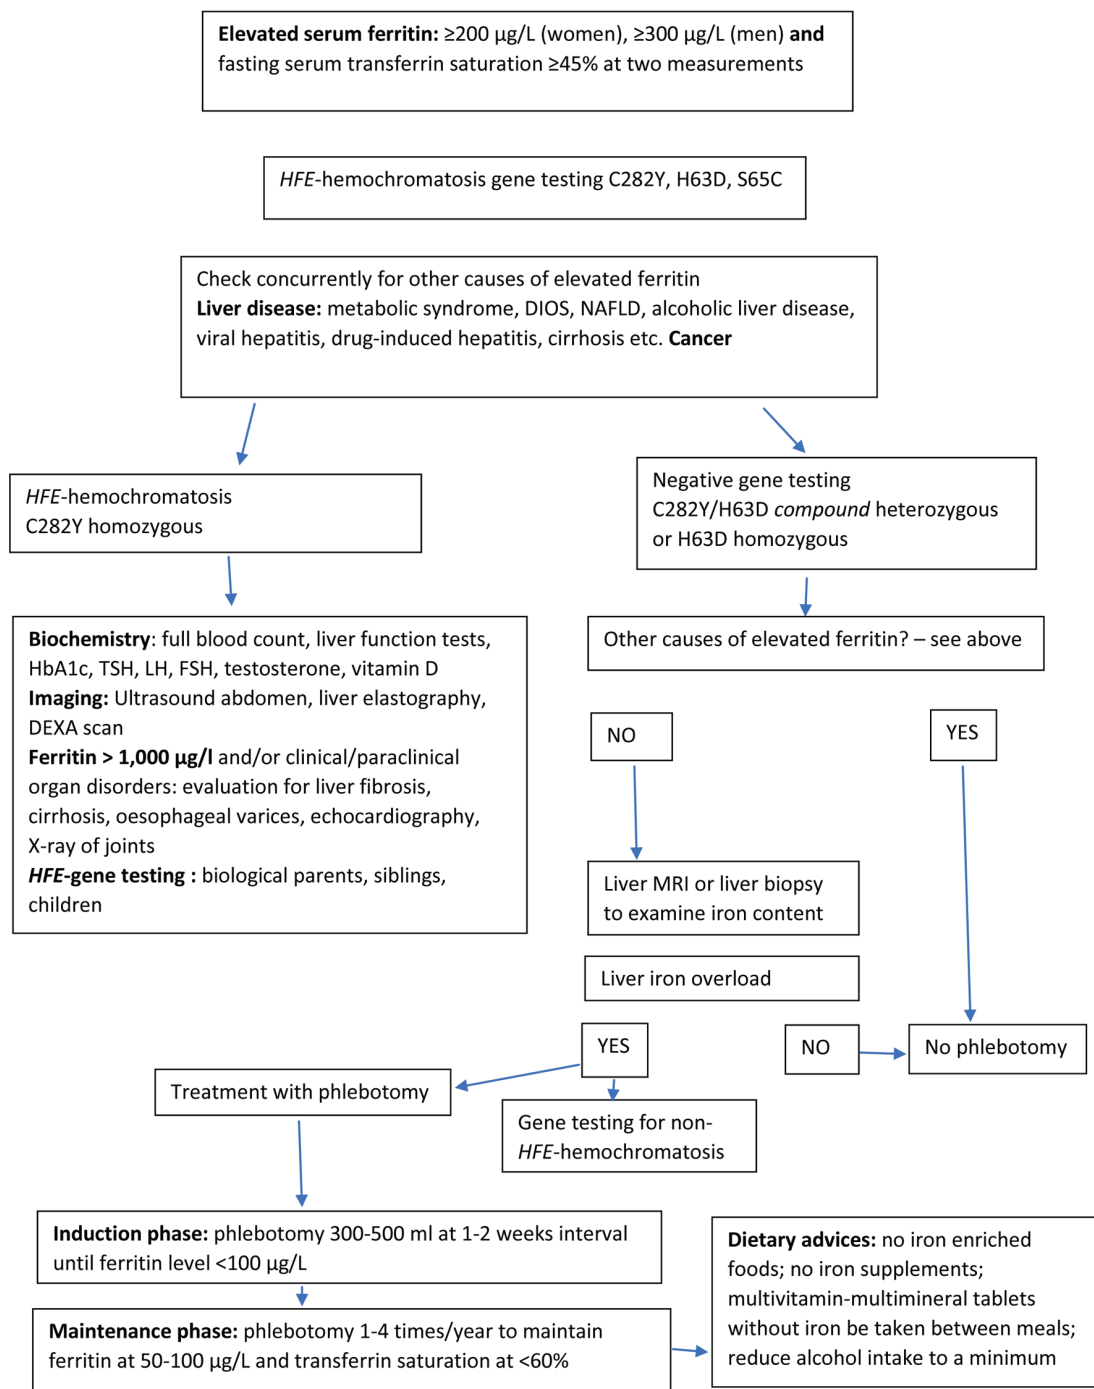 Elevated serum ferritin: ≥200 µg/L (women), ≥300 µg/L (men) and
fasting serum transferrin saturation ≥45% at two measurements
HFE-hemochromatosis gene testing C282Y, H63D, S65C
Check concurrently for other causes of elevated ferritin
Liver disease: metabolic syndrome, DIOS, NAFLD, alcoholic liver disease,
viral hepatitis, drug-induced hepatitis, cirrhosis etc. Cancer
HFE-hemochromatosis
C282Y homozygous
Negative gene testing
C282Y/H63D compound heterozygous
or H63D homozygous
Biochemistry: full blood count, liver function tests,
HbA1c, TSH, LH, FSH, testosterone, vitamin D
Imaging: Ultrasound abdomen, liver elastography,
DEXA scan
Ferritin > 1,000 µg/l and/or clinical/paraclinical
organ disorders: evaluation for liver fibrosis,
cirrhosis, oesophageal varices, echocardiography,
X-ray of joints
HFE-gene testing : biological parents, siblings,
children
Other causes of elevated ferritin? – see above
NO
YES
Liver MRI or liver biopsy
to examine iron content
Liver iron overload
YES
NO
No phlebotomy
Treatment with phlebotomy
Gene testing for non-
HFE-hemochromatosis
Induction phase: phlebotomy 300-500 ml at 1-2 weeks interval
until ferritin level <100 µg/L
Maintenance phase: phlebotomy 1-4 times/year to maintain
ferritin at 50-100 µg/L and transferrin saturation at <60%
Dietary advices: no iron enriched
foods; no iron supplements;
multivitamin-multimineral tablets
without iron be taken between meals;
reduce alcohol intake to a minimum